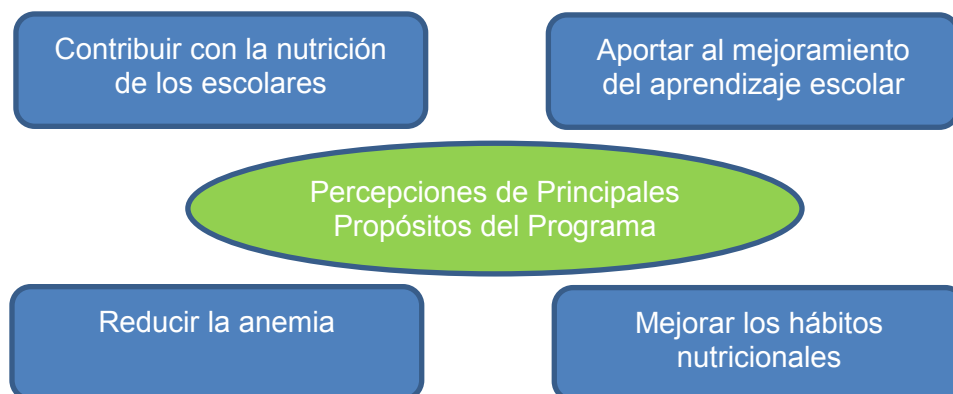 Contribuir con la nutrición
de los escolares
Aportar al mejoramiento
del aprendizaje escolar
Percepciones de Principales
Propósitos del Programa
Reducir la anemia
Mejorar los hábitos
nutricionales